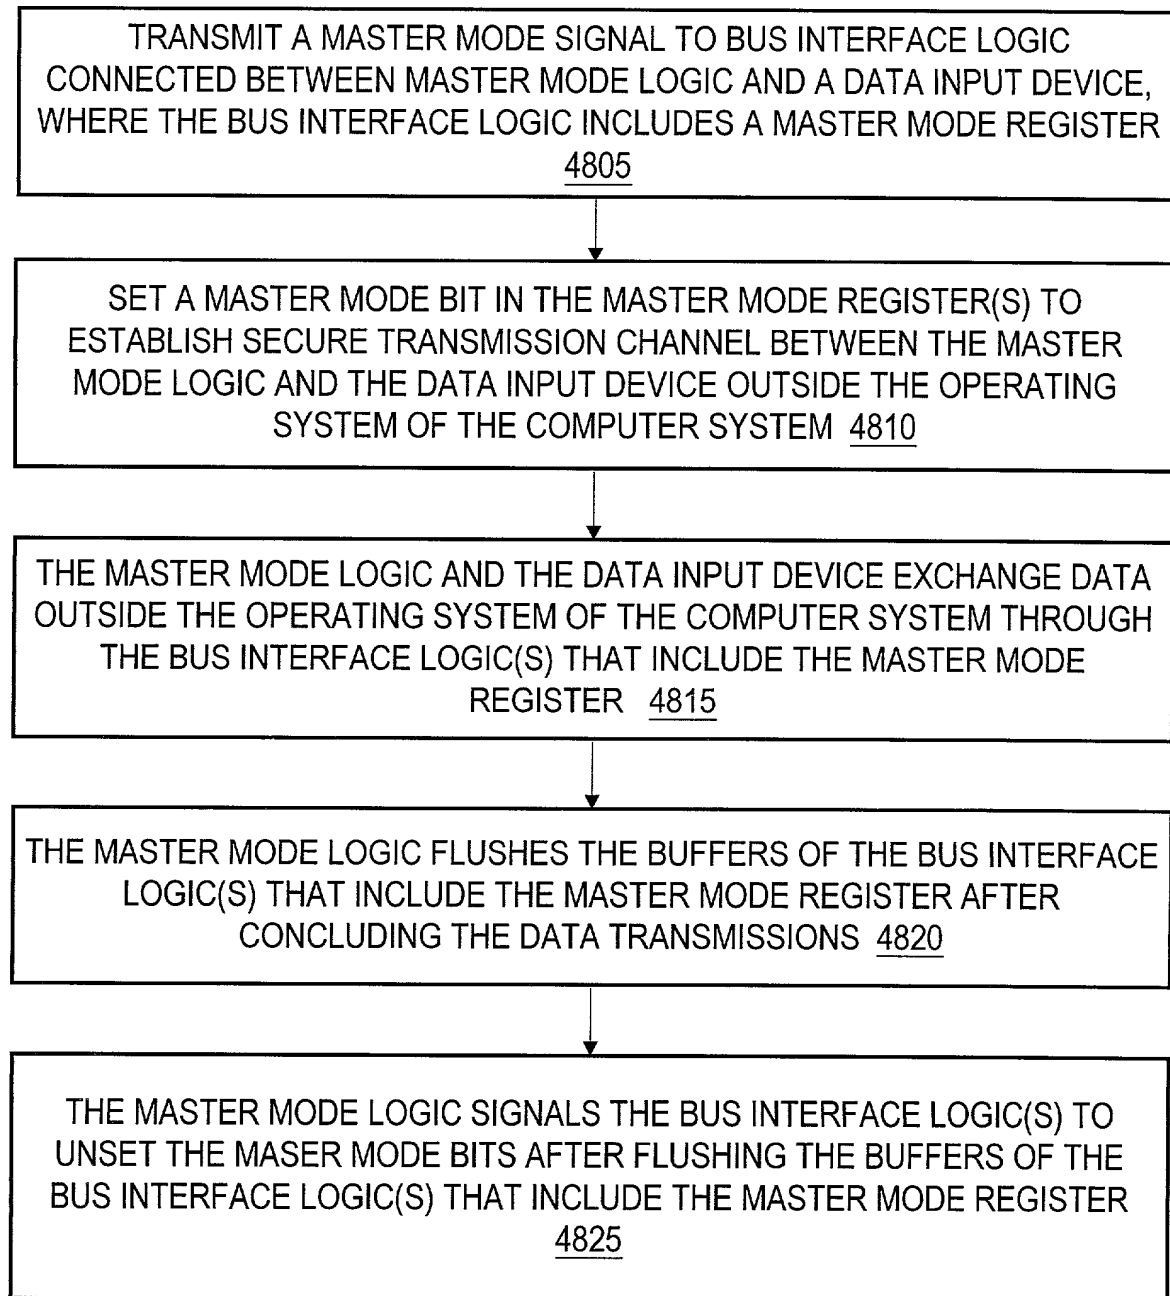 TRANSMIT A MASTER MODE SIGNAL TO BUS INTERFACE LOGIC
CONNECTED BETWEEN MASTER MODE LOGIC AND A DATA INPUT DEVICE,
WHERE THE BUS INTERFACE LOGIC INCLUDES A MASTER MODE REGISTER
4805
SET A MASTER MODE BIT IN THE MASTER MODE REGISTER(S) TO
ESTABLISH SECURE TRANSMISSION CHANNEL BETWEEN THE MASTER
MODE LOGIC AND THE DATA INPUT DEVICE OUTSIDE THE OPERATING
SYSTEM OF THE COMPUTER SYSTEM 4810
THE MASTER MODE LOGIC AND THE DATA INPUT DEVICE EXCHANGE DATA
OUTSIDE THE OPERATING SYSTEM OF THE COMPUTER SYSTEM THROUGH
THE BUS INTERFACE LOGIC(S) THAT INCLUDE THE MASTER MODE
REGISTER 4815
THE MASTER MODE LOGIC FLUSHES THE BUFFERS OF THE BUS INTERFACE
LOGIC(S) THAT INCLUDE THE MASTER MODE REGISTER AFTER
CONCLUDING THE DATA TRANSMISSIONS 4820
THE MASTER MODE LOGIC SIGNALS THE BUS INTERFACE LOGIC(S) TO
UNSET THE MASER MODE BITS AFTER FLUSHING THE BUFFERS OF THE
BUS INTERFACE LOGIC(S) THAT INCLUDE THE MASTER MODE REGISTER
4825